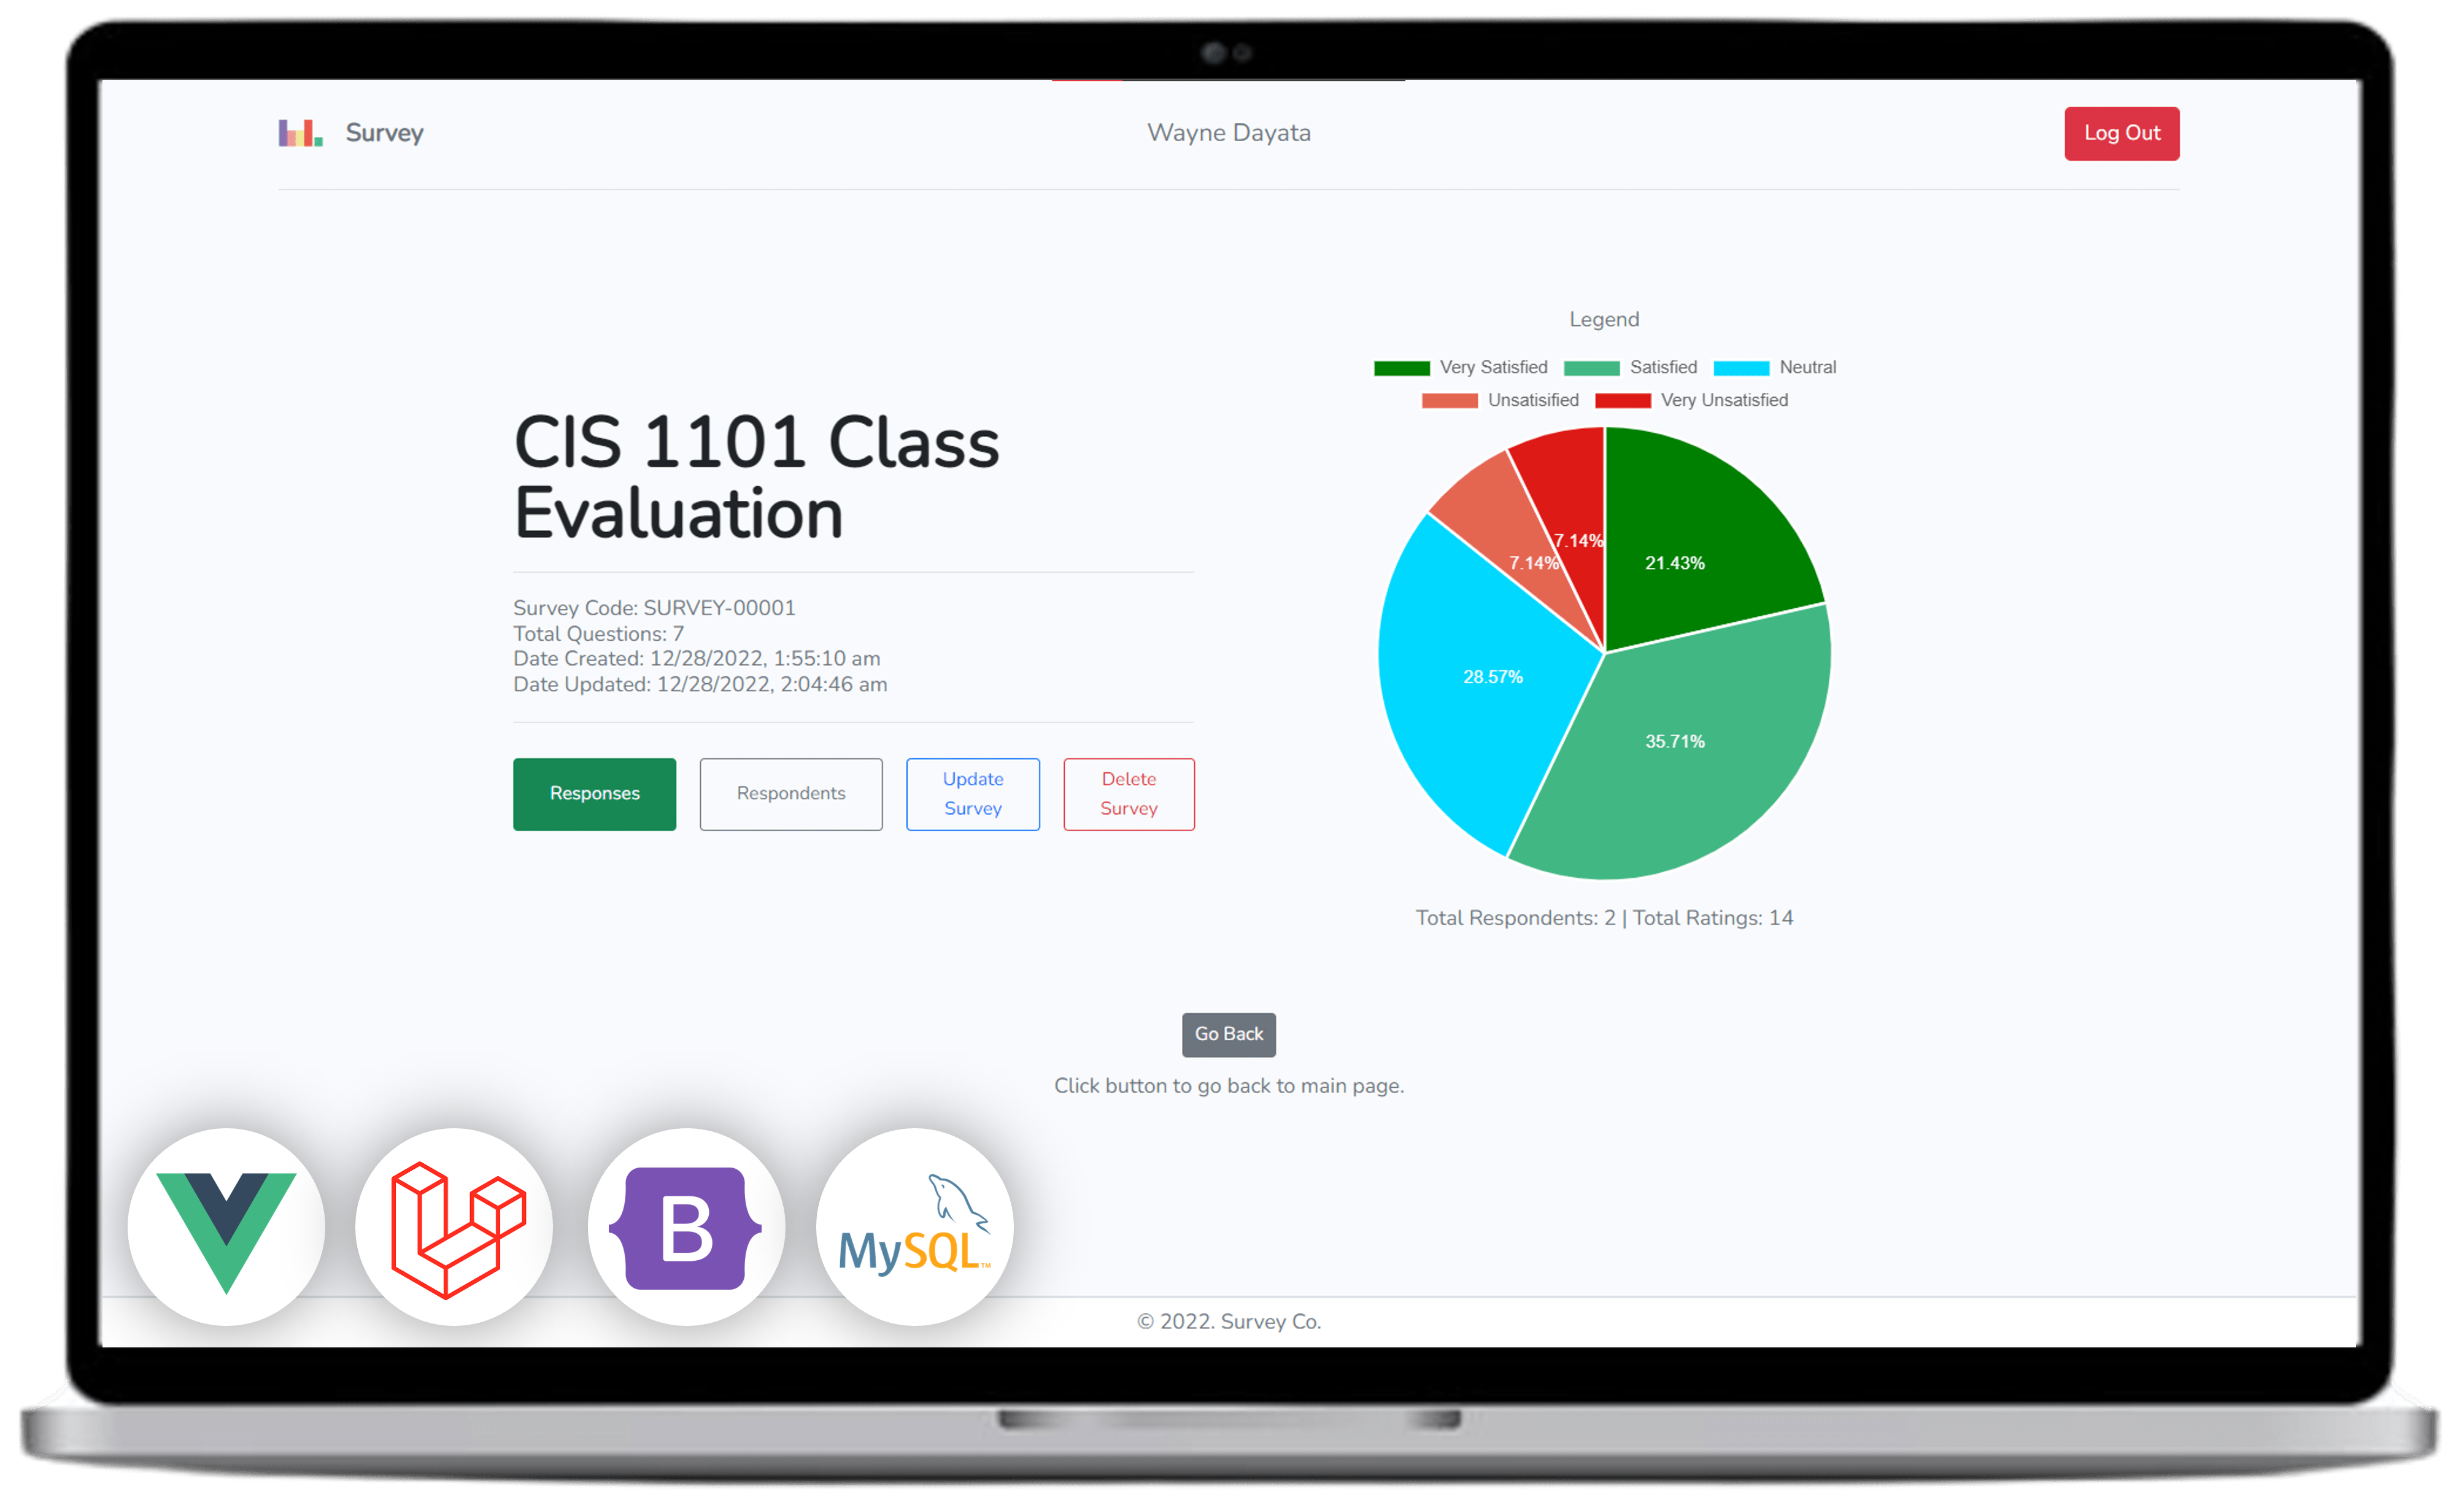 Survey
Wayne Dayata
Log Out
CIS 1101 Class
Evaluation
Survey Code: SURVEY-00001
Total Questions: 7
Date Created: 12/28/2022, 1:55:10 am
Date Updated: 12/28/2022, 2:04:46 am
Responses
Respondents
Update
Survey
Delete
Survey
Legend
Very Satisfied
Satisfied
Neutral
Unsatisified
Very Unsatisfied
7.14%
7.14%
21.43%
28.57%
35.71%
Total Respondents: 2 | Total Ratings: 14
Go Back
Click button to go back to main page.
B
MySQL™
© 2022. Survey Co.